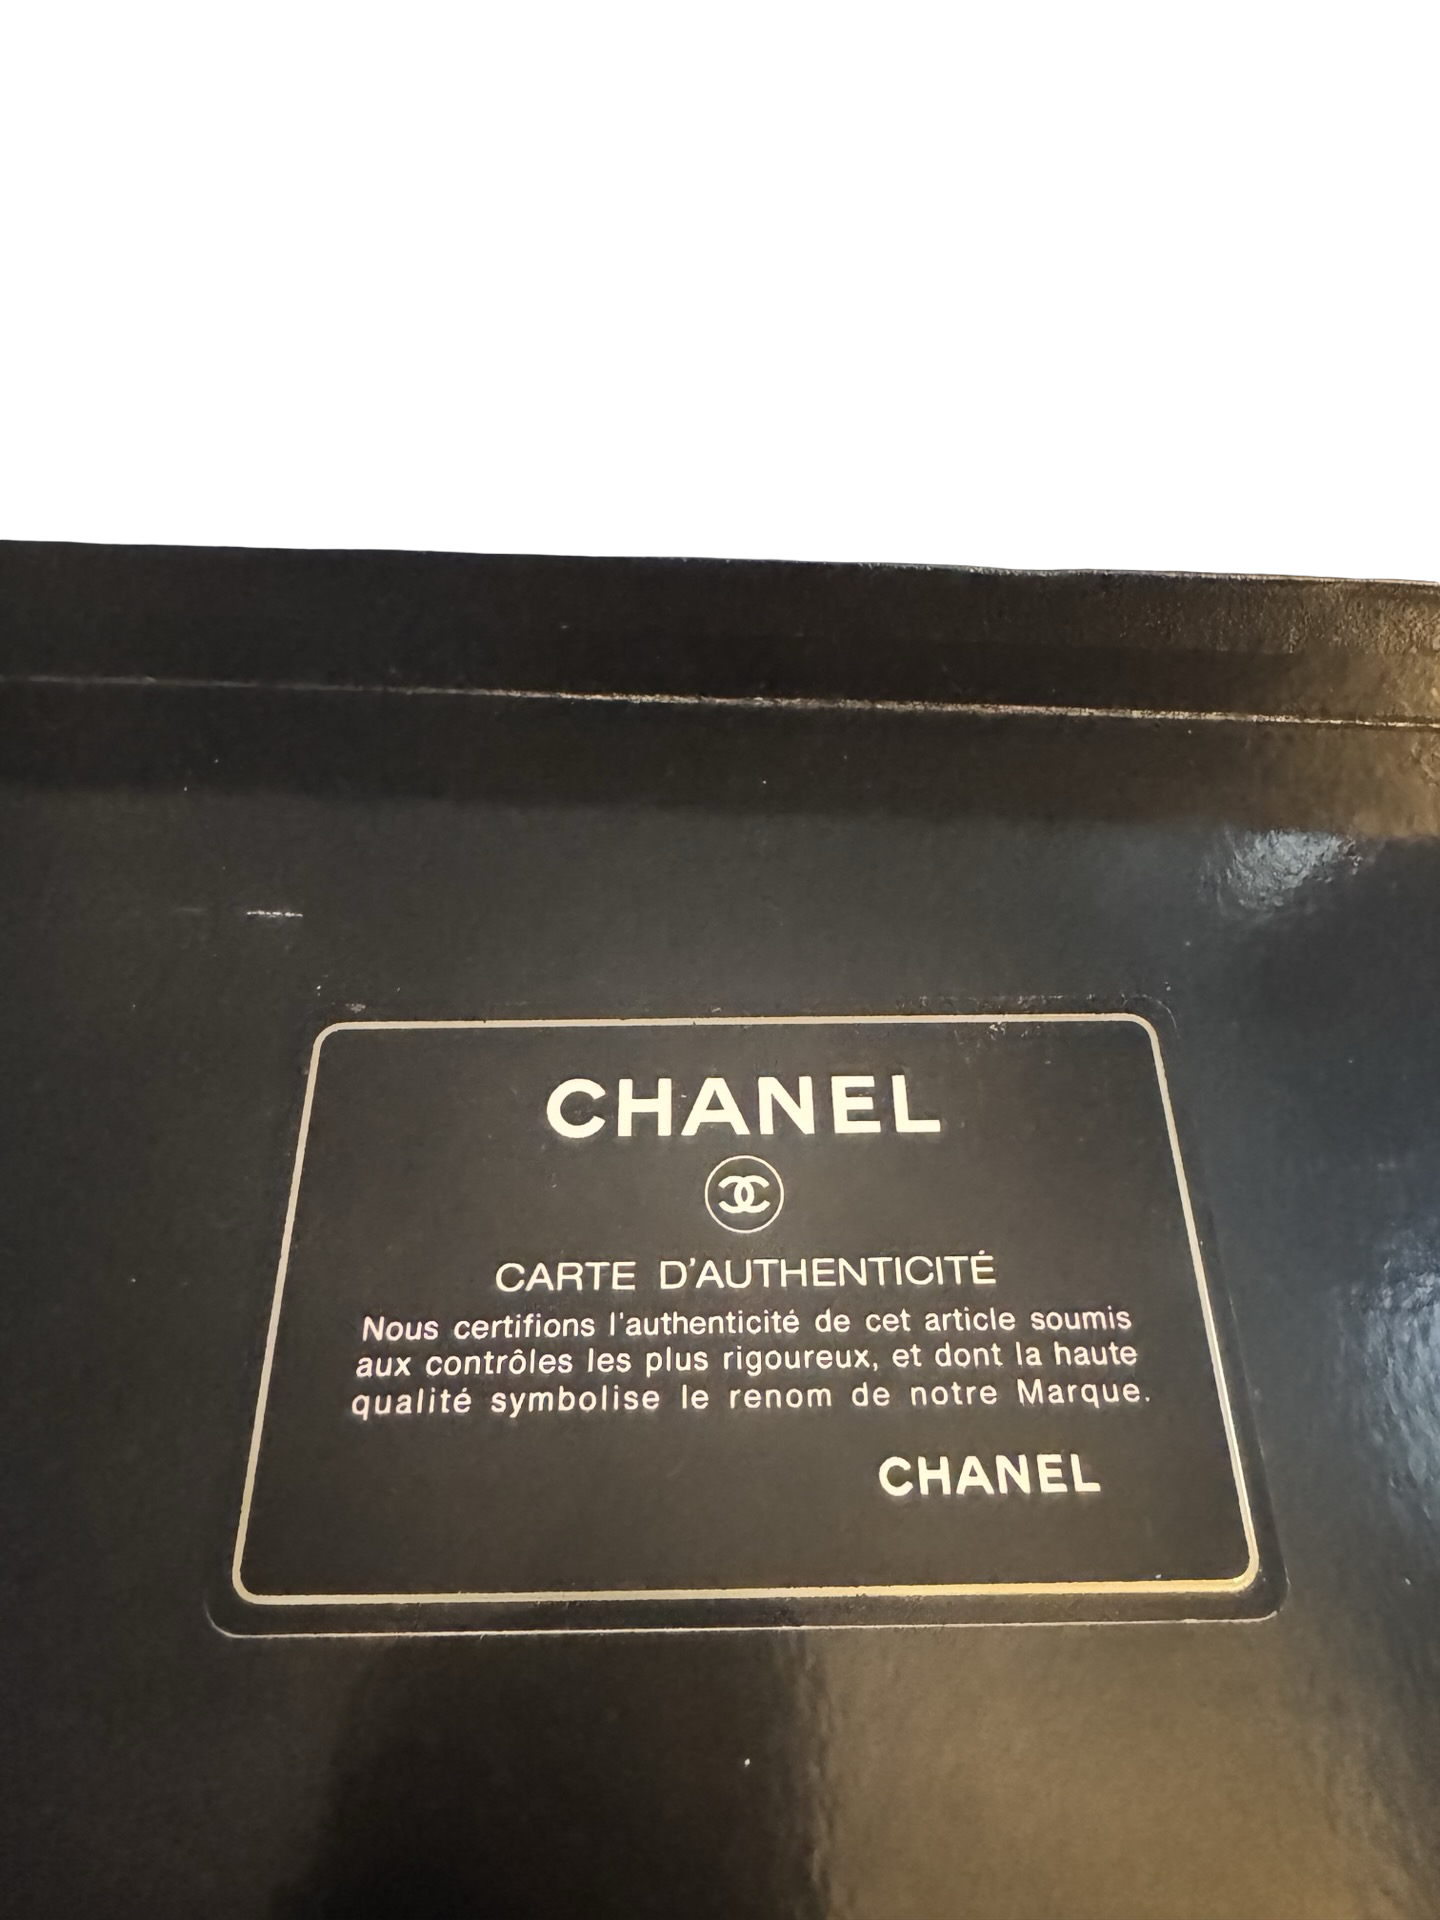 CHANEL
CARTE D'AUTHENTICITÉ
Nous certifions l'authenticité de cet article soumis
aux contrôles les plus rigoureux, et dont la haute
qualité symbolise le renom de notre Marque.
CHANEL